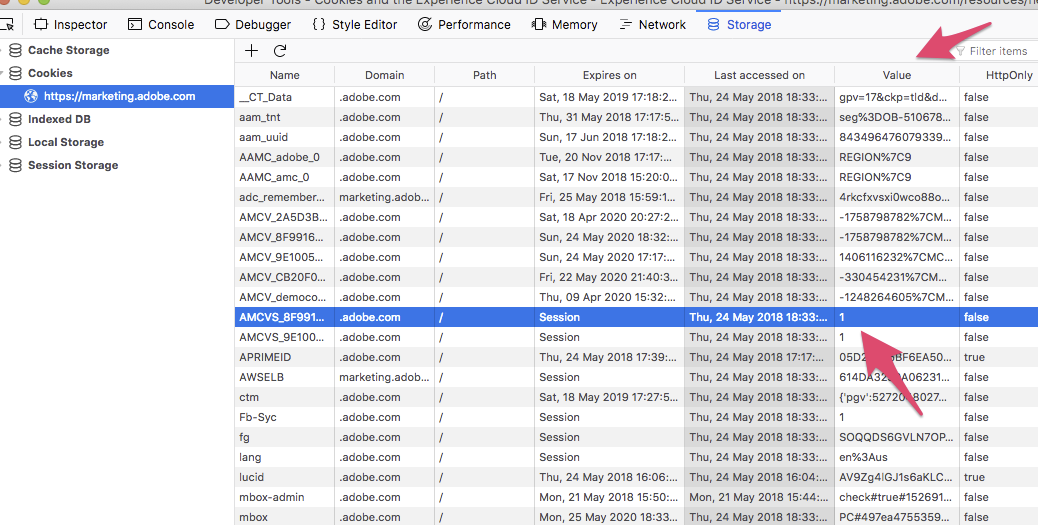 Developer Tools - Cookies and the Experience Cloud ID Service - Experience Cloud ID Service - https://marketing.adobe.com/resources/he
Inspector Console Debugger {} Style Editor Performance Memory Network Storage
Cache Storage
Cookies
https://marketing.adobe.com
Indexed DB
Local Storage
Session Storage
+ Filter items
Name Domain Path Expires on Last accessed on Value HttpOnly
__CT_Data .adobe.com / Sat, 18 May 2019 17:18:2... Thu, 24 May 2018 18:33:... gpv=17&ckp=tld&d... false
aam_tnt .adobe.com / Thu, 31 May 2018 17:17:5... Thu, 24 May 2018 18:33:... seg%3DOB-510678... false
aam_uuid .adobe.com / Sun, 17 Jun 2018 17:18:2... Thu, 24 May 2018 18:33:...843496476079339... false
AAMC_adobe_0 .adobe.com / Tue, 20 Nov 2018 17:17:... Thu, 24 May 2018 18:33:... REGION%7C9 false
AAMC_amc_0 .adobe.com / Sat, 17 Nov 2018 15:20:0... Thu, 24 May 2018 18:33:... REGION%7C9 false
adc_remember... marketing.adob... / Fri, 25 May 2018 15:59:1... Thu, 24 May 2018 18:33:... 4rkcfxvsxi0wco88o... false
AMCV_2A5D3B... .adobe.com / Sat, 18 Apr 2020 20:27:2... Thu, 24 May 2018 18:33:... -1758798782%7CM... false
AMCV_8F9916... .adobe.com / Sun, 24 May 2020 18:32:... Thu, 24 May 2018 18:33:... -1758798782%7CM... false
AMCV_9E1005... .adobe.com / Sun, 24 May 2020 17:17:... Thu, 24 May 2018 18:33:... 1406116232%7CMC... false
AMCV_CB20F0... .adobe.com / Fri, 22 May 2020 21:40:3... Thu, 24 May 2018 18:33:... -330454231%7CMC... false
AMCV_democo... .adobe.com / Thu, 09 Apr 2020 15:32:... Thu, 24 May 2018 18:33:... -1248264605%7CM... false
AMCVS_8F991... .adobe.com / Session Thu, 24 May 2018 18:33:... 1 false
AMCVS_9E100... .adobe.com / Session Thu, 24 May 2018 18:33:... 1 false
APRIMEID .adobe.com / Thu, 24 May 2018 17:39:... Thu, 24 May 2018 17:17:... true
AWSELB marketing.adob... / Session Thu, 24 May 2018 18:33:... false
ctm .adobe.com / Sat, 18 May 2019 17:27:5... Thu, 24 May 2018 18:33:... false
Fb-Syc .adobe.com / Session Thu, 24 May 2018 18:33:... 1 false
fg .adobe.com / Session Thu, 24 May 2018 18:33:... SOQQDS6GVLN7OP... false
lang .adobe.com / Session Thu, 24 May 2018 18:33:... en%3Aus false
lucid .adobe.com / Thu, 24 May 2018 16:06:... Thu, 24 May 2018 16:04:... AV9Zg4lGJ1s6aKLC... true
mbox-admin .adobe.com / Mon, 21 May 2018 15:50:... Mon, 21 May 2018 15:44:... check#true#152691... false
mbox .adobe.com / Mon, 25 May 2020 18:33... Thu, 24 May 2018 18:33:... PC#497ea4755359... false